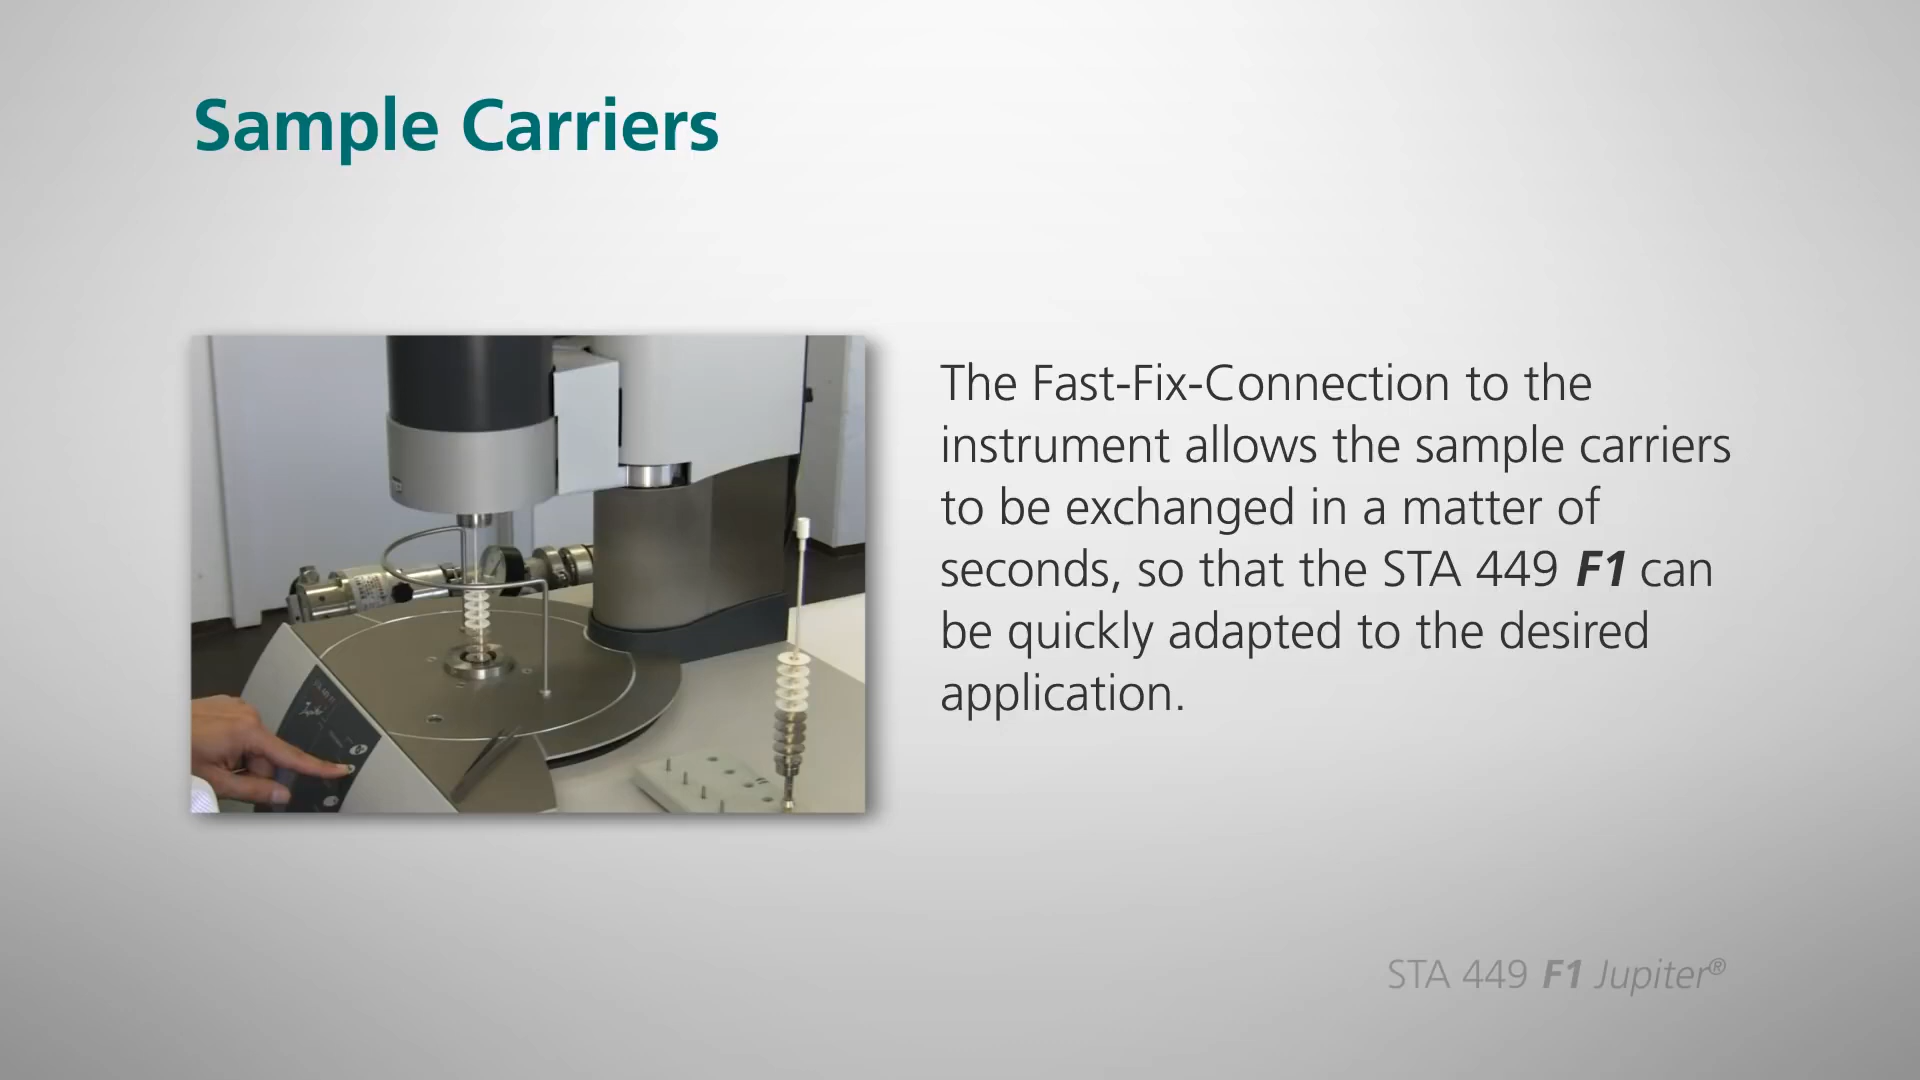 Sample Carriers
The Fast-Fix-Connection to the
instrument allows the sample carriers
to be exchanged in a matter of
seconds, so that the STA 449 F1 can
be quickly adapted to the desired
application.
STA 449 F1 Jupiter®